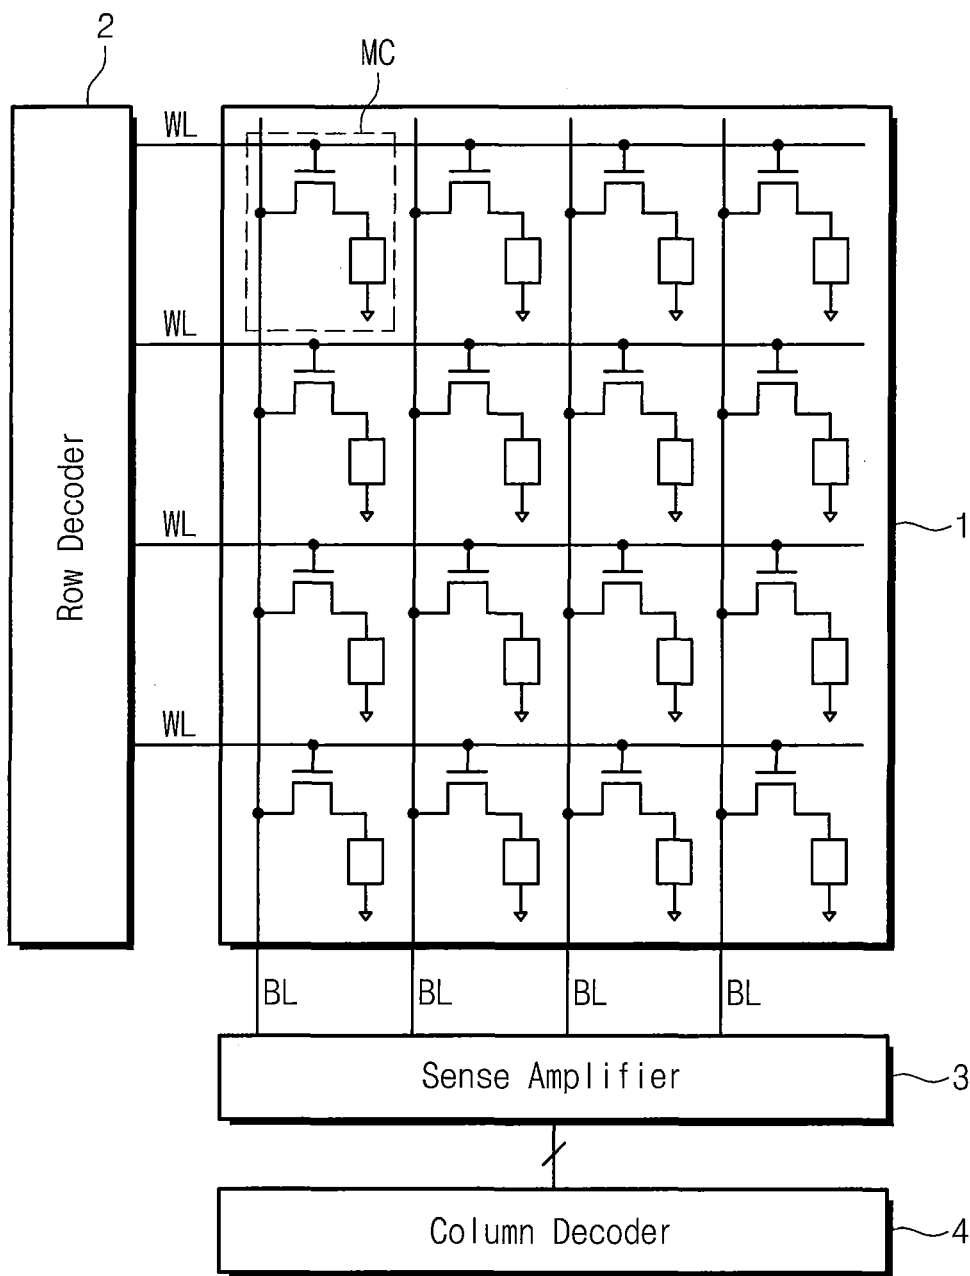 2
MC
WL
WL
Row Decoder
1
WL
WL
BL BL BL BL
Sense Amplifier
3
Column Decoder
4